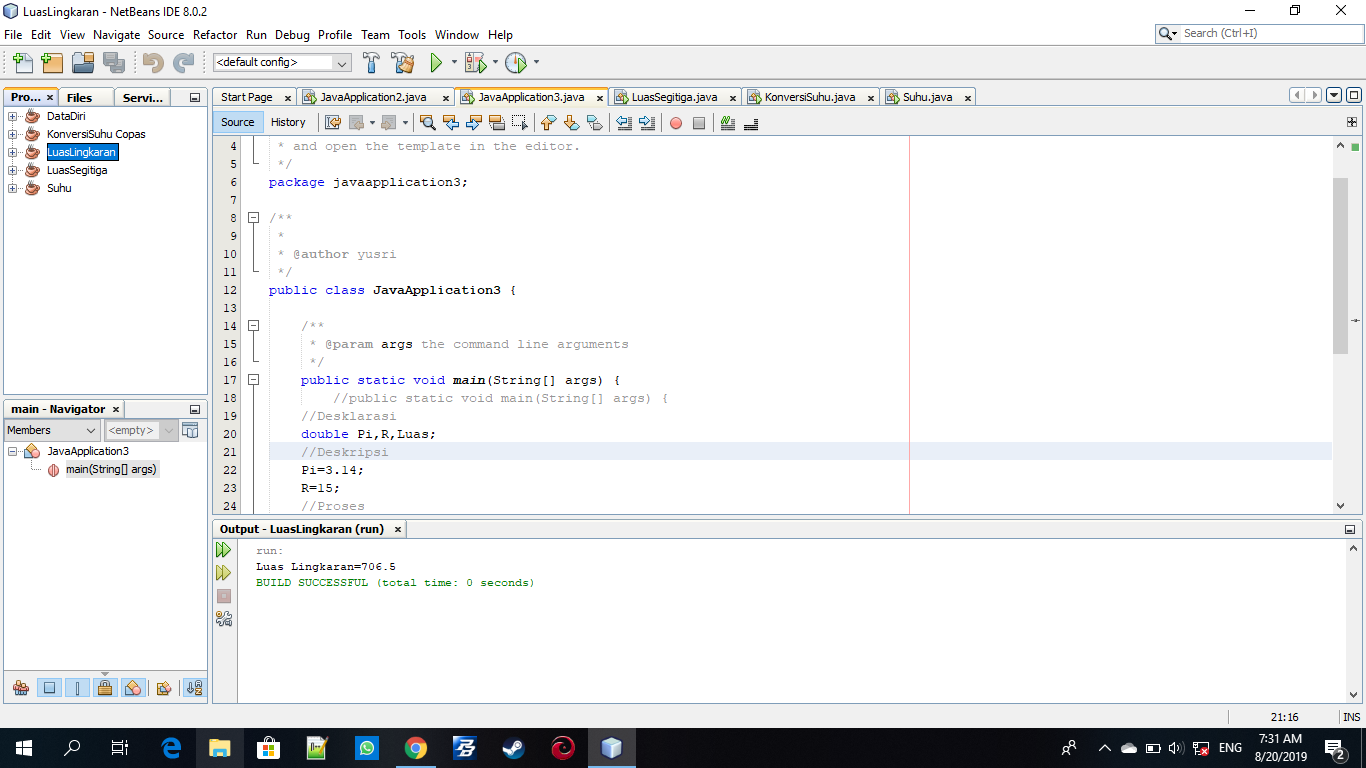 LuasLingkaran - NetBeans IDE 8.0.2
File Edit View Navigate Source Refactor Run Debug Profile Team Tools Window Help
Search (Ctrl+I)
<default config>
Pro... × Files Servi...
DataDiri
KonversiSuhu Copas
LuasLingkaran
LuasSegitiga
Suhu
main - Navigator ×
Members <empty>
JavaApplication3
main(String[] args)
Start Page × JavaApplication2.java × JavaApplication3.java × LuasSegitiga.java × KonversiSuhu.java × Suhu.java ×
Source History
4 * and open the template in the editor.
5 */
6 package javaapplication3;
7
8 /**
9 *
10 * @author yusri
11 */
12 public class JavaApplication3 {
13
14 /**
15 * @param args the command line arguments
16 */
17 public static void main(String[] args) {
18 //public static void main(String[] args) {
19 //Desklarasi
20 double Pi,R,Luas;
21 //Deskripsi
22 Pi=3.14;
23 R=15;
24 //Proses
Output - LuasLingkaran (run) ×
run:
Luas Lingkaran=706.5
BUILD SUCCESSFUL (total time: 0 seconds)
21:16 INS
ENG
7:31 AM
8/20/2019
2